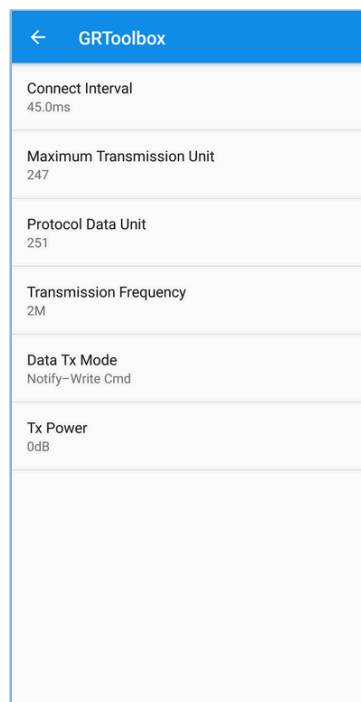 GRToolbox
Connect Interval
45.0ms
Maximum Transmission Unit
247
Protocol Data Unit
251
Transmission Frequency
2M
Data Tx Mode
Notify–Write Cmd
Tx Power
0dB